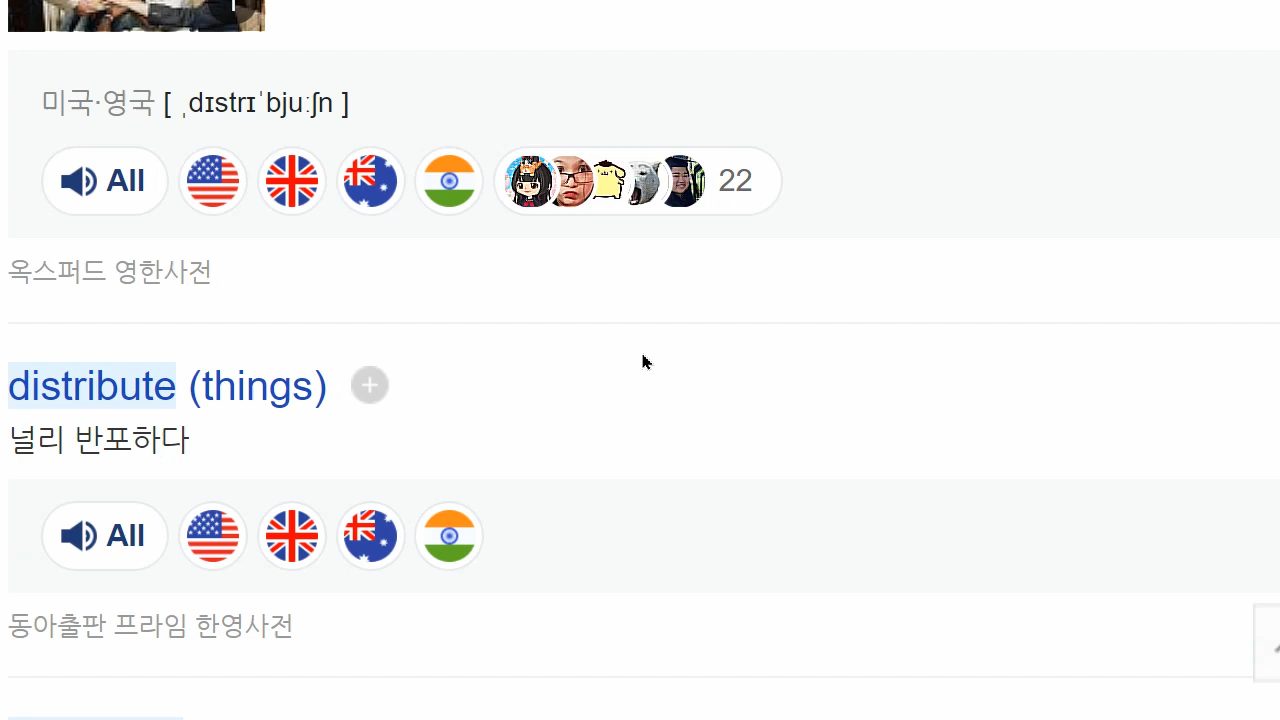 미국·영국 [ ˌdɪstrɪˈbjuːʃn ]
All 22
옥스퍼드 영한사전
distribute (things)
널리 반포하다
All
동아출판 프라임 한영사전